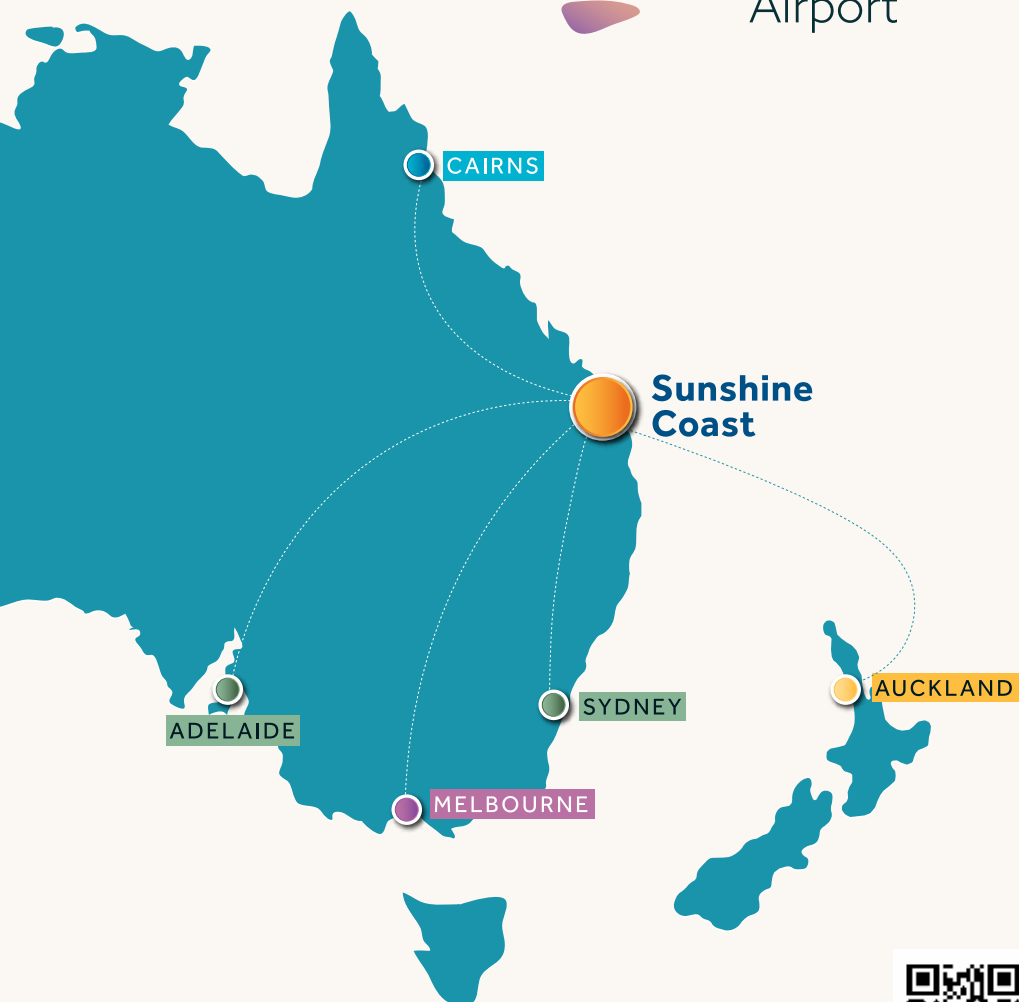 Airport
CAIRNS
Sunshine
Coast
AUCKLAND
SYDNEY
ADELAIDE
MELBOURNE